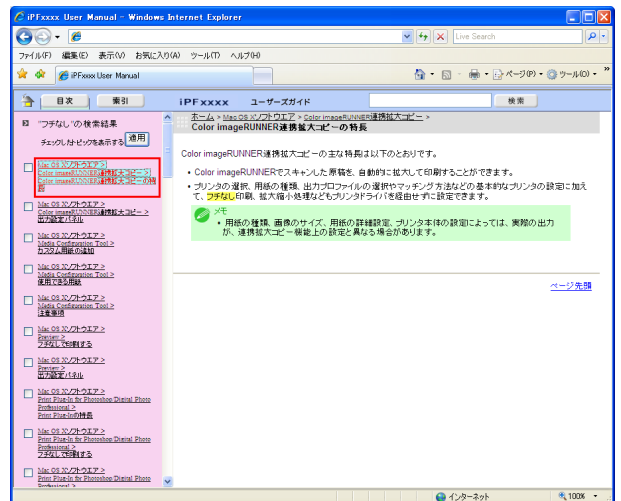 iPFxxxx User Manual - Windows Internet Explorer
Live Search
ファイル(F) 編集(E) 表示(V) お気に入り(A) ツール(T) ヘルプ(H)
iPFxxxx User Manual
ページ(P) ツール(O)
目次 索引 iPFxxxx ユーザーズガイド 検索
"フチなし"の検索結果
チェックしたトピックスを表示する 適用
Mac OS Xソフトウエア >
Color imageRUNNER連携拡大コピー >
Color imageRUNNER連携拡大コピーの特長
Mac OS Xソフトウエア >
Color imageRUNNER連携拡大コピー >
出力設定パネル
Mac OS Xソフトウエア >
Media Configuration Tool >
カスタム用紙の追加
Mac OS Xソフトウエア >
Media Configuration Tool >
使用できる用紙
Mac OS Xソフトウエア >
Media Configuration Tool >
注意事項
Mac OS Xソフトウエア >
Preview >
フチなしで印刷する
Mac OS Xソフトウエア >
Preview >
出力設定パネル
Mac OS Xソフトウエア >
Print Plug-In for Photoshop/Digital Photo
Professional >
Print Plug-Inの特長
Mac OS Xソフトウエア >
Print Plug-In for Photoshop/Digital Photo
Professional >
フチなしで印刷する
Mac OS Xソフトウエア >
Print Plug-In for Photoshop/Digital Photo
Professional >
ホーム > Mac OS Xソフトウエア > Color imageRUNNER連携拡大コピー >
Color imageRUNNER連携拡大コピーの特長
Color imageRUNNER連携拡大コピーの主な特長は以下のとおりです。
• Color imageRUNNERでスキャンした原稿を、自動的に拡大して印刷することができます。
• プリンタの選択、用紙の種類、出力プロファイルの選択やマッチング方法などの基本的なプリンタの設定に加え
て、フチなし印刷、拡大縮小処理などもプリンタドライバを経由せずに設定できます。
メモ
• 用紙の種類、画像のサイズ、用紙の詳細設定、プリンタ本体の設定によっては、実際の出力
が、連携拡大コピー機能上の設定と異なる場合があります。
ページ先頭
インターネット 100%